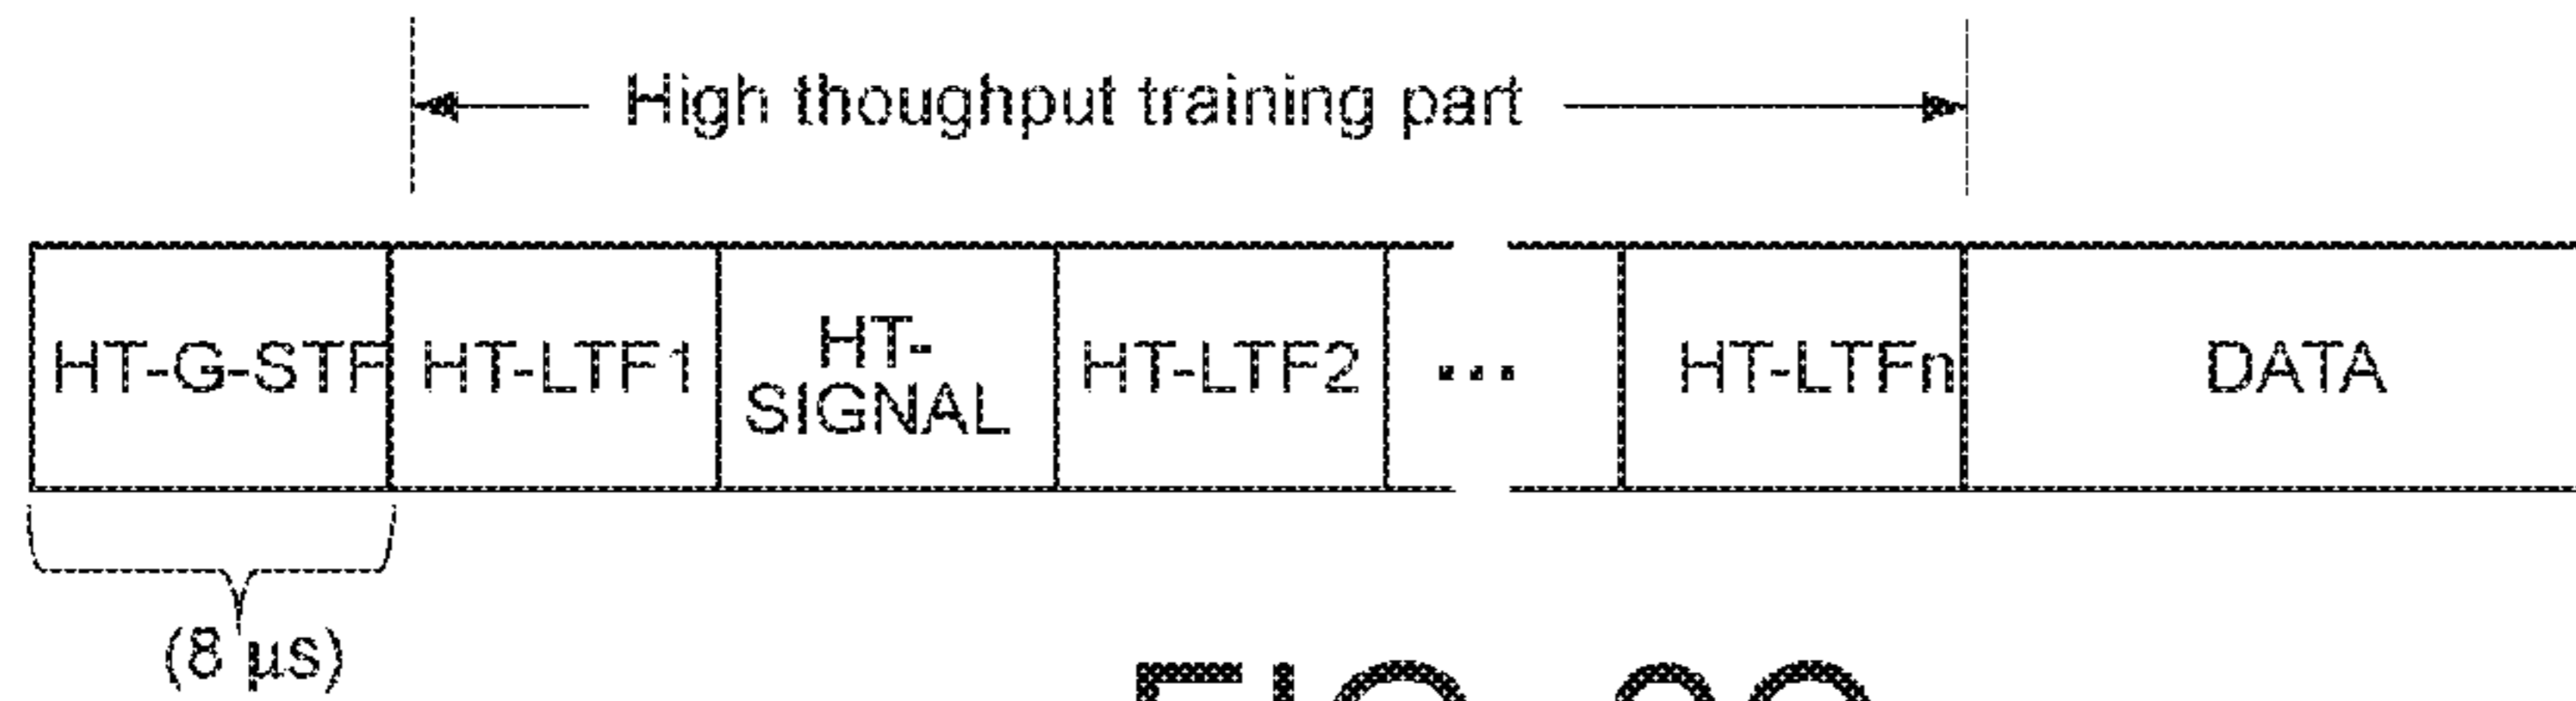 High thoughput training part
HT-G-STF HT-LTF1 HT-SIGNAL HT-LTF2 ... HT-LTFn DATA
(8 µs)